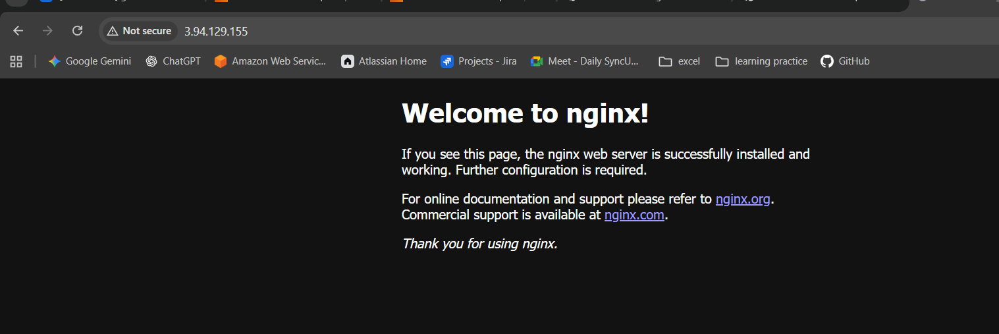 Not secure 3.94.129.155
Google Gemini ChatGPT Amazon Web Servic... Atlassian Home Projects - Jira Meet - Daily SyncU... excel learning practice GitHub
Welcome to nginx!
If you see this page, the nginx web server is successfully installed and
working. Further configuration is required.
For online documentation and support please refer to nginx.org.
Commercial support is available at nginx.com.
Thank you for using nginx.